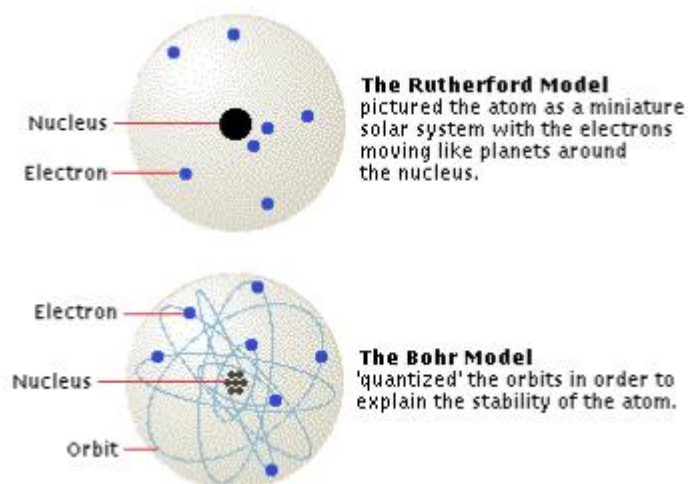 The Rutherford Model
pictured the atom as a miniature
solar system with the electrons
moving like planets around
the nucleus.
Nucleus
Electron
Electron
Nucleus
Orbit
The Bohr Model
'quantized' the orbits in order to
explain the stability of the atom.